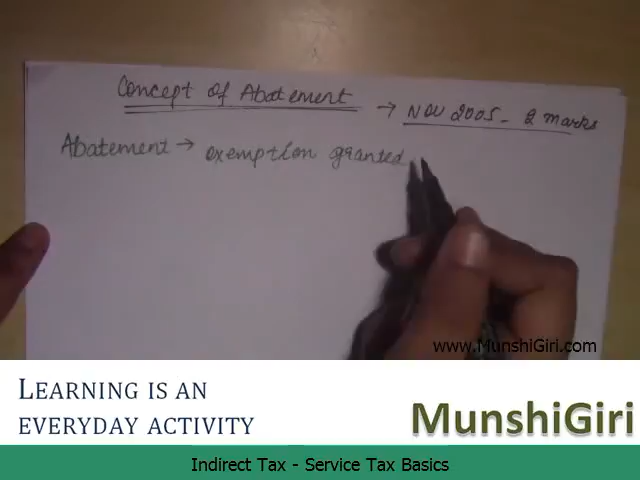 Concept of Abatement → NOV 2005 - 2 marks
Abatement → exemption granted
www.MunshiGiri.com
LEARNING IS AN
EVERYDAY ACTIVITY
MunshiGiri
Indirect Tax - Service Tax Basics